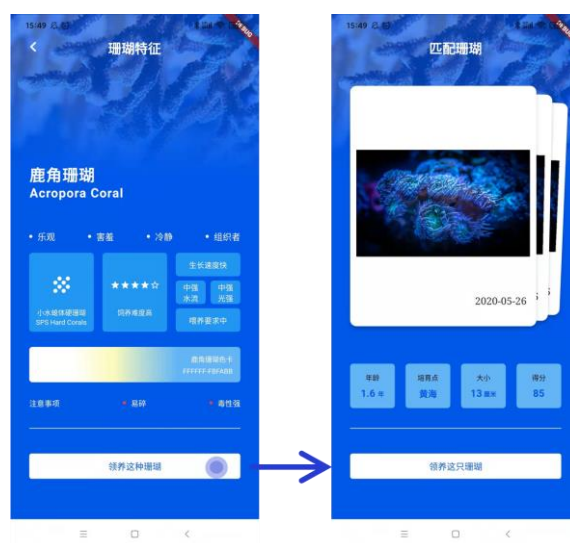 15:49
珊瑚特征
鹿角珊瑚
Acropora Coral
• 乐观 • 害羞 • 冷静 • 组织者
小水螅体硬珊瑚
SPS Hard Corals
★★★★☆
饲养难度高
生长速度快
中强
水流
中强
光强
喂养要求中
鹿角珊瑚色卡
FFFFFF-FBFABB
注意事项 • 易碎 • 毒性强
领养这种珊瑚
15:49
匹配珊瑚
2020-05-26
年龄
1.6 年
培育点
黄海
大小
13 厘米
得分
85
领养这只珊瑚